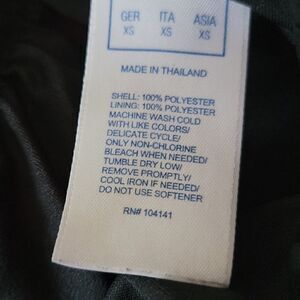 GER ITA ASIA
XS XS XS
MADE IN THAILAND
SHELL: 100% POLYESTER
LINING: 100% POLYESTER
MACHINE WASH COLD
WITH LIKE COLORS/
DELICATE CYCLE/
ONLY NON-CHLORINE
BLEACH WHEN NEEDED/
TUMBLE DRY LOW/
REMOVE PROMPTLY/
COOL IRON IF NEEDED/
DO NOT USE SOFTENER
RN# 104141